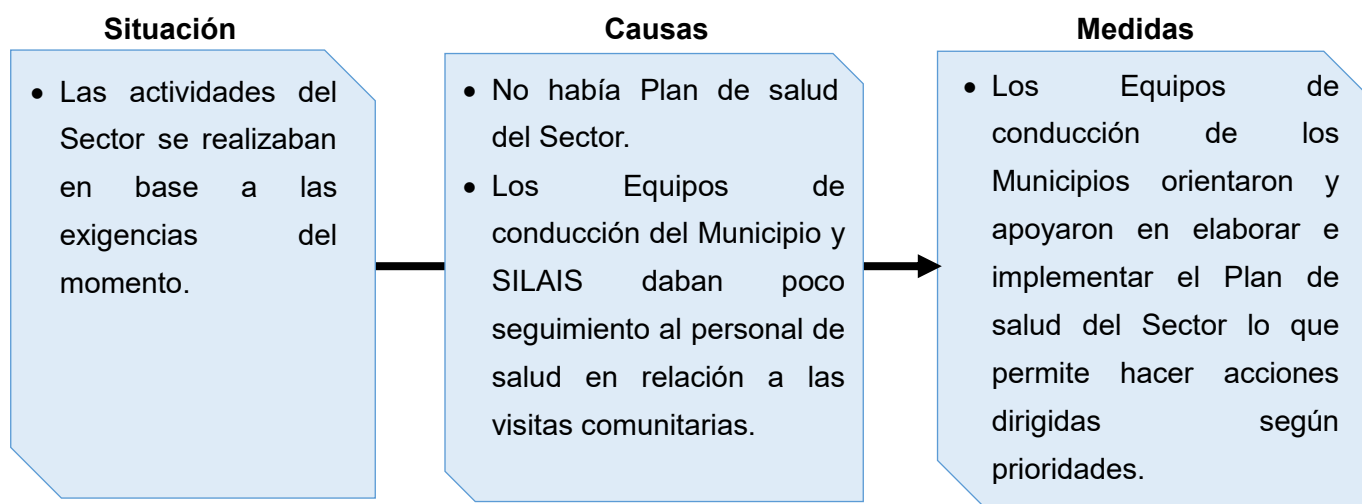 Situación
• Las actividades del
Sector se realizaban
en base a las
exigencias del
momento.
Causas
• No había Plan de salud
del Sector.
• Los Equipos de
conducción del Municipio y
SILAIS daban poco
seguimiento al personal de
salud en relación a las
visitas comunitarias.
Medidas
• Los Equipos de
conducción de los
Municipios orientaron y
apoyaron en elaborar e
implementar el Plan de
salud del Sector lo que
permite hacer acciones
dirigidas según
prioridades.